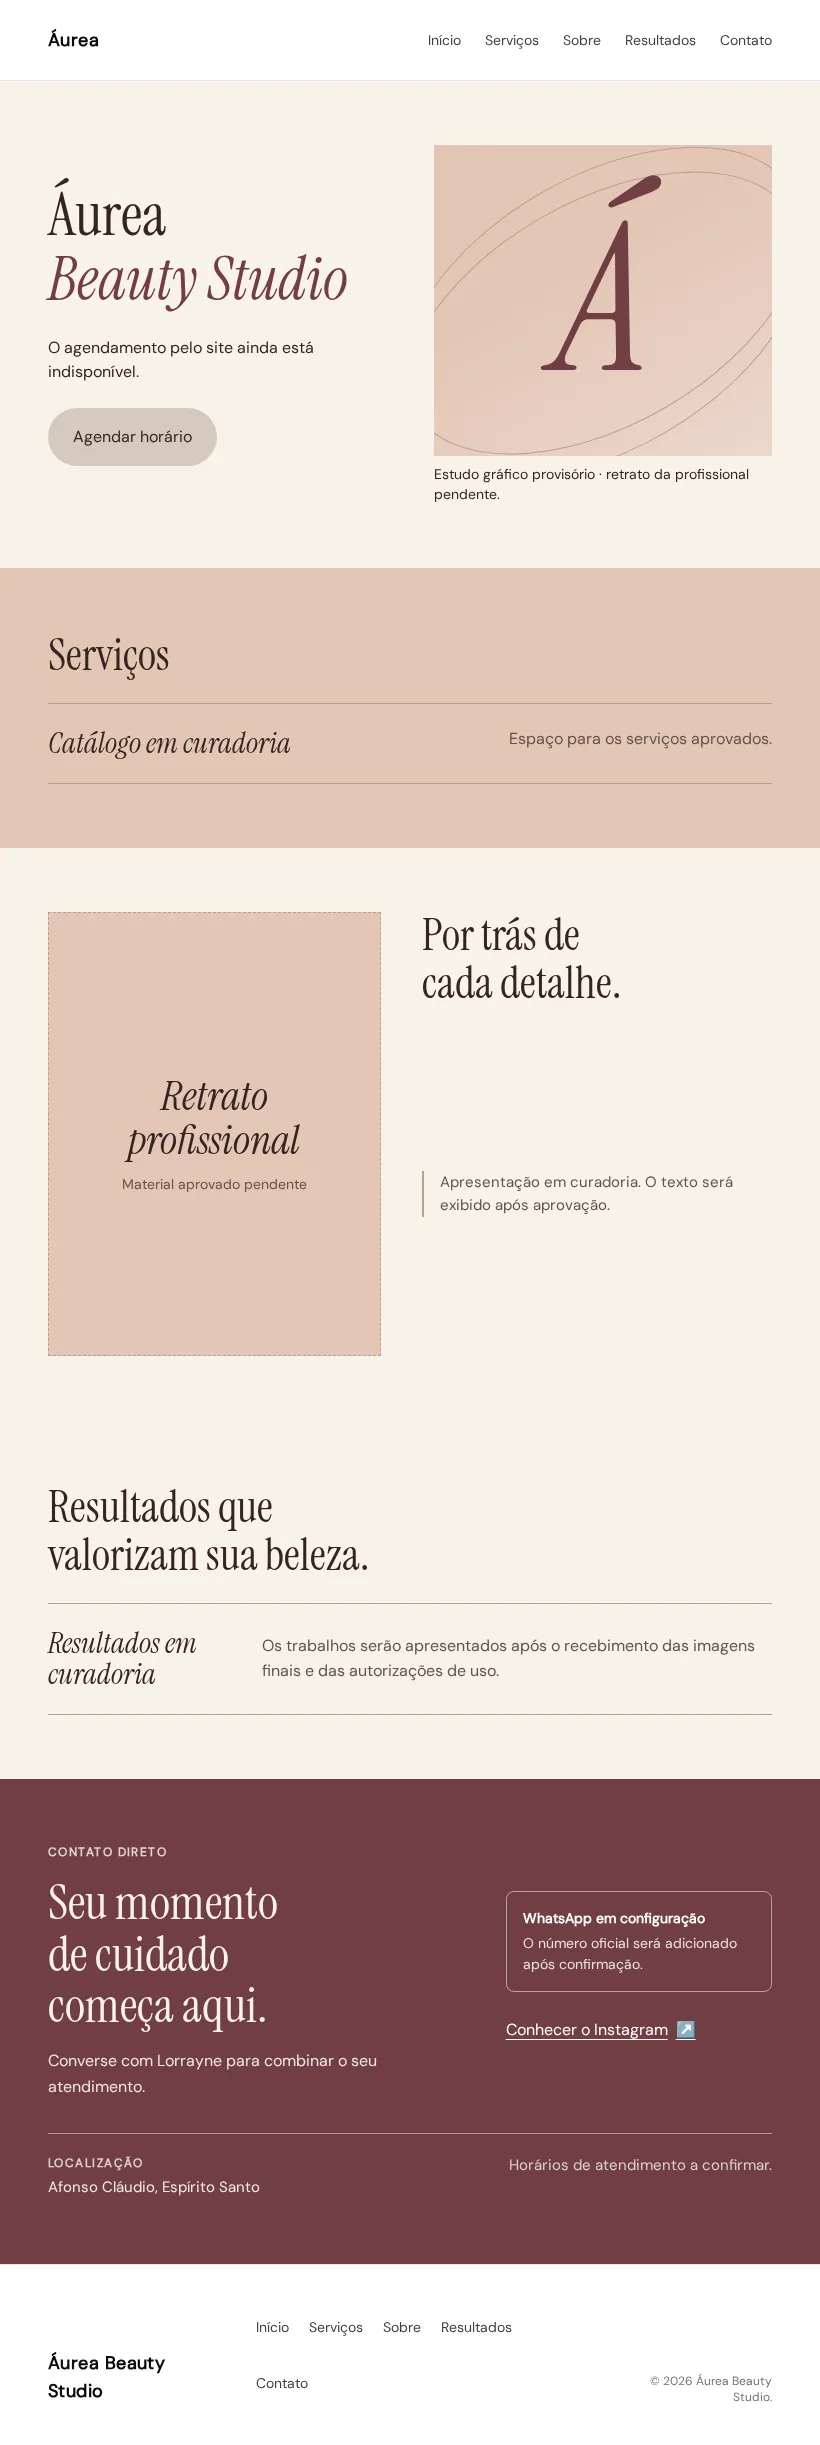 Áurea
Início Serviços Sobre Resultados Contato
Áurea
Beauty Studio
O agendamento pelo site ainda está
indisponível.
Agendar horário
Á
Estudo gráfico provisório · retrato da profissional
pendente.
Serviços
Catálogo em curadoria
Espaço para os serviços aprovados.
Retrato
profissional
Material aprovado pendente
Por trás de
cada detalhe.
Apresentação em curadoria. O texto será
exibido após aprovação.
Resultados que
valorizam sua beleza.
Resultados em
curadoria
Os trabalhos serão apresentados após o recebimento das imagens
finais e das autorizações de uso.
CONTATO DIRETO
Seu momento
de cuidado
começa aqui.
Converse com Lorrayne para combinar o seu
atendimento.
WhatsApp em configuração
O número oficial será adicionado
após confirmação.
Conhecer o Instagram ↗
LOCALIZAÇÃO
Afonso Cláudio, Espírito Santo
Horários de atendimento a confirmar.
Áurea Beauty
Studio
Início Serviços Sobre Resultados
Contato
© 2026 Áurea Beauty
Studio.